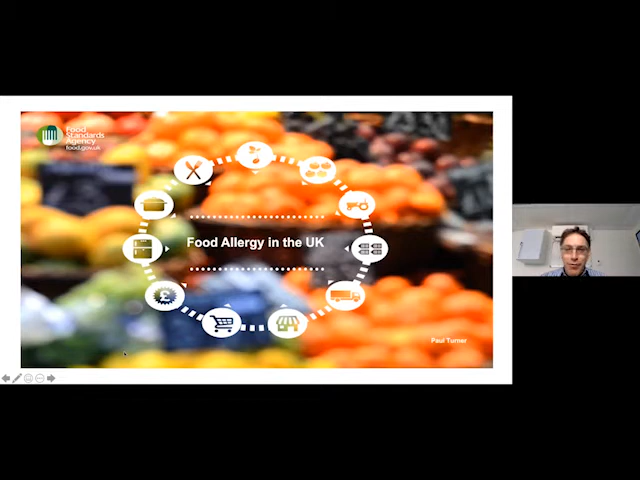 Food
Standards
Agency
food.gov.uk
Food Allergy in the UK
£
Paul Turner